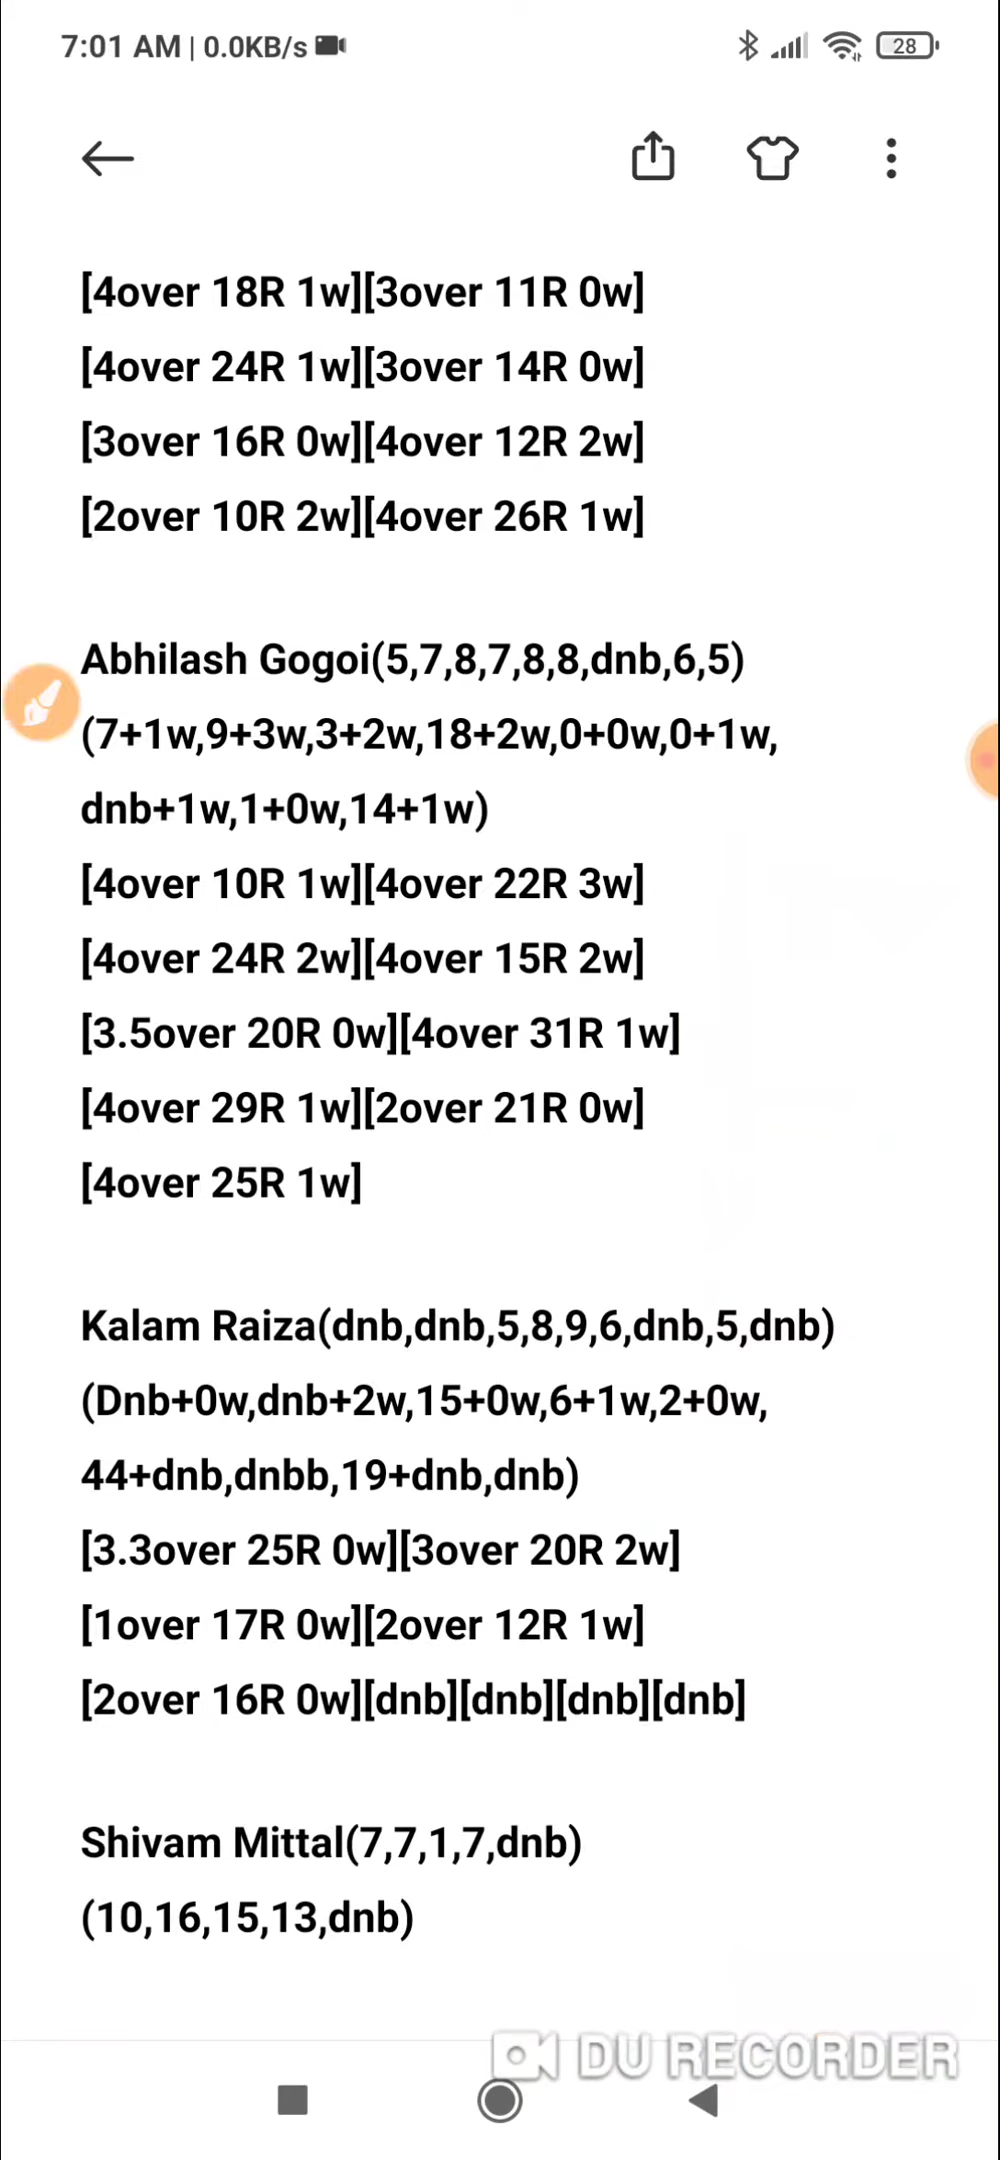 7:01 AM | 0.0KB/s 28
[4over 18R 1w][3over 11R 0w]
[4over 24R 1w][3over 14R 0w]
[3over 16R 0w][4over 12R 2w]
[2over 10R 2w][4over 26R 1w]
Abhilash Gogoi(5,7,8,7,8,8,dnb,6,5)
(7+1w,9+3w,3+2w,18+2w,0+0w,0+1w,
dnb+1w,1+0w,14+1w)
[4over 10R 1w][4over 22R 3w]
[4over 24R 2w][4over 15R 2w]
[3.5over 20R 0w][4over 31R 1w]
[4over 29R 1w][2over 21R 0w]
[4over 25R 1w]
Kalam Raiza(dnb,dnb,5,8,9,6,dnb,5,dnb)
(Dnb+0w,dnb+2w,15+0w,6+1w,2+0w,
44+dnb,dnbb,19+dnb,dnb)
[3.3over 25R 0w][3over 20R 2w]
[1over 17R 0w][2over 12R 1w]
[2over 16R 0w][dnb][dnb][dnb][dnb]
Shivam Mittal(7,7,1,7,dnb)
(10,16,15,13,dnb)
DU RECORDER